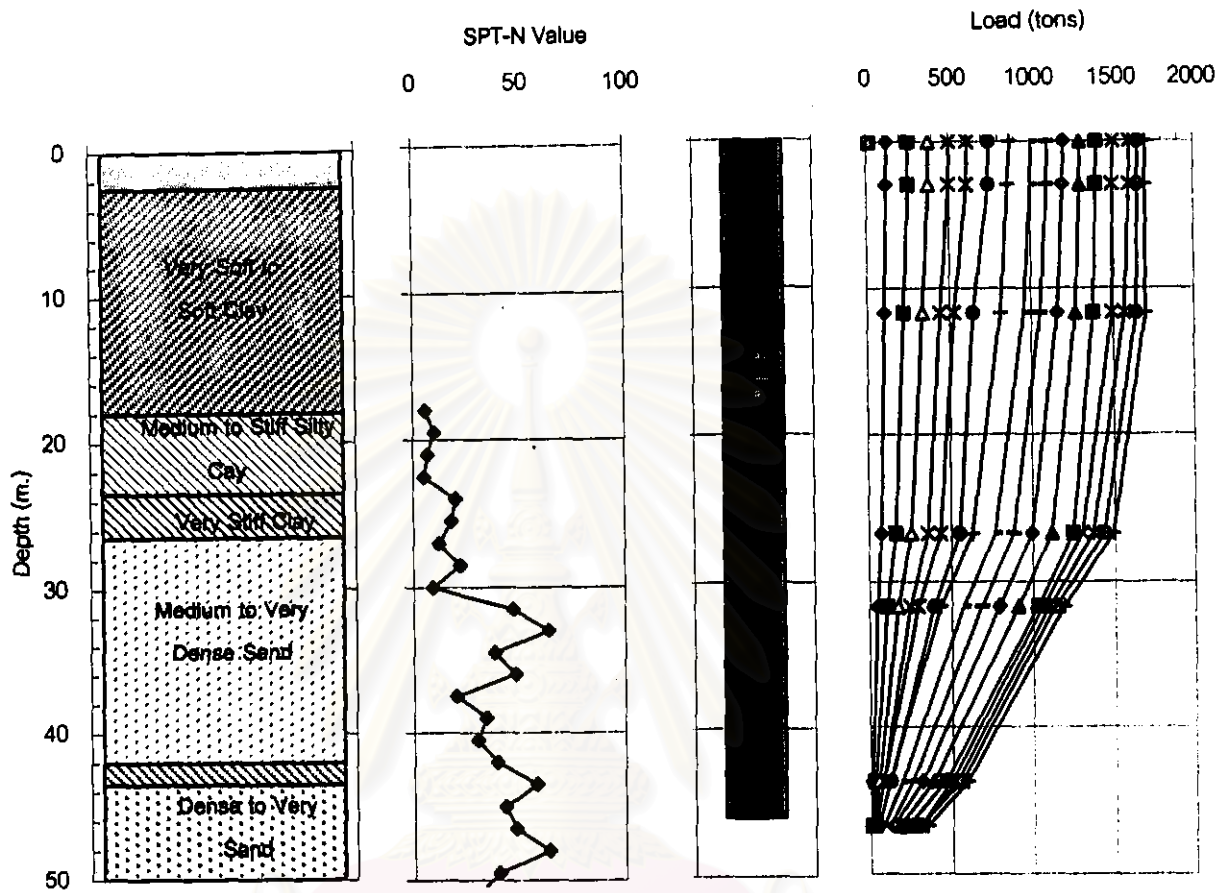 SPT-N Value
Load (tons)
0 50 100
0 500 1000 1500 2000
Depth (m.)
0
10
20
30
40
50
Very Soft to
Soft Clay
Medium to Stiff Silty
Cay
Very Stiff Clay
Medium to Very
Dense Sand
Dense to Very
Sand